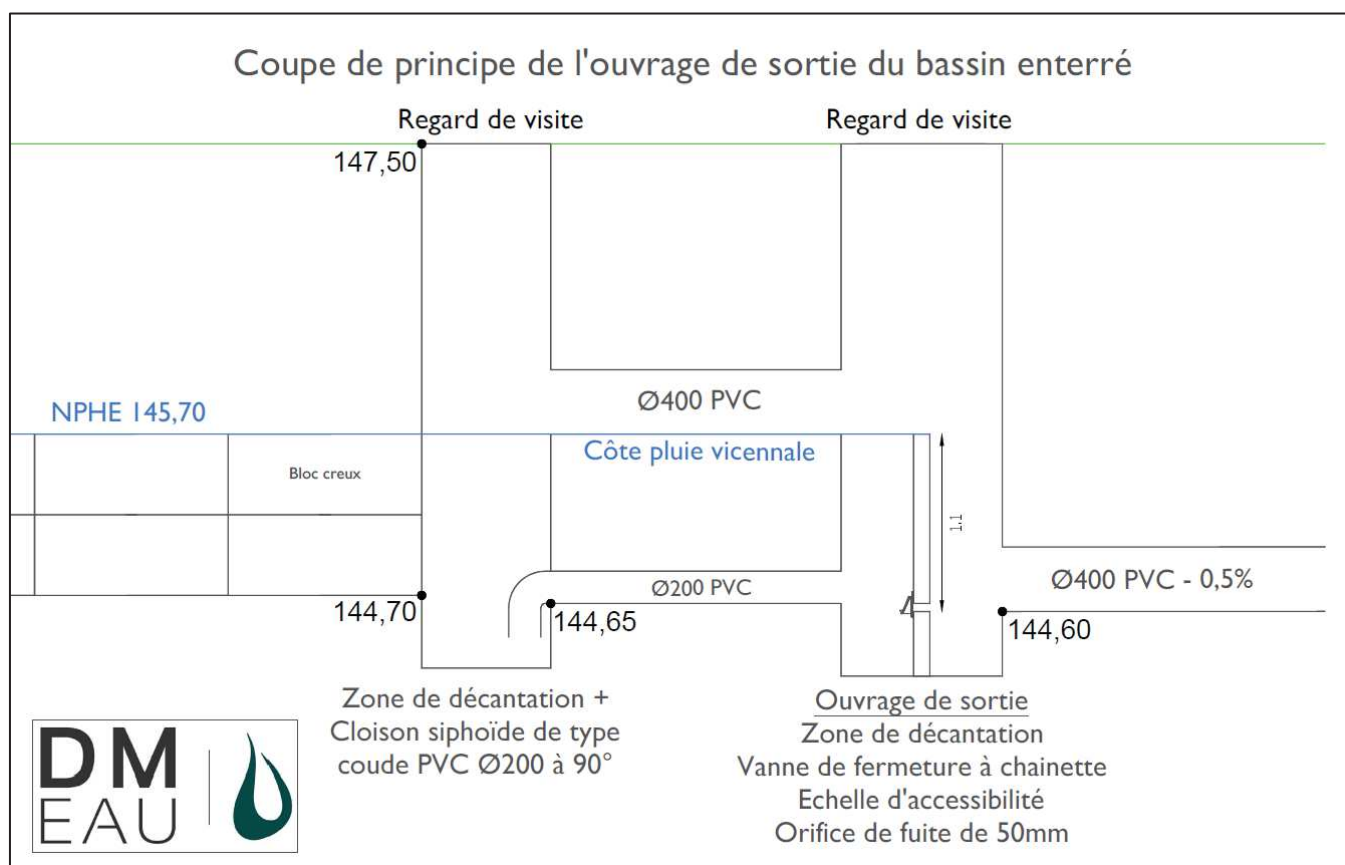 Coupe de principe de l'ouvrage de sortie du bassin enterré
Regard de visite
Regard de visite
147,50
Ø400 PVC
NPHE 145,70
Côte pluie vicennale
Bloc creux
1.1
Ø200 PVC
Ø400 PVC - 0,5%
144,70
144,65
144,60
Zone de décantation +
Cloison siphoïde de type
coude PVC Ø200 à 90°
Ouvrage de sortie
Zone de décantation
Vanne de fermeture à chainette
Echelle d'accessibilité
Orifice de fuite de 50mm
DM
EAU